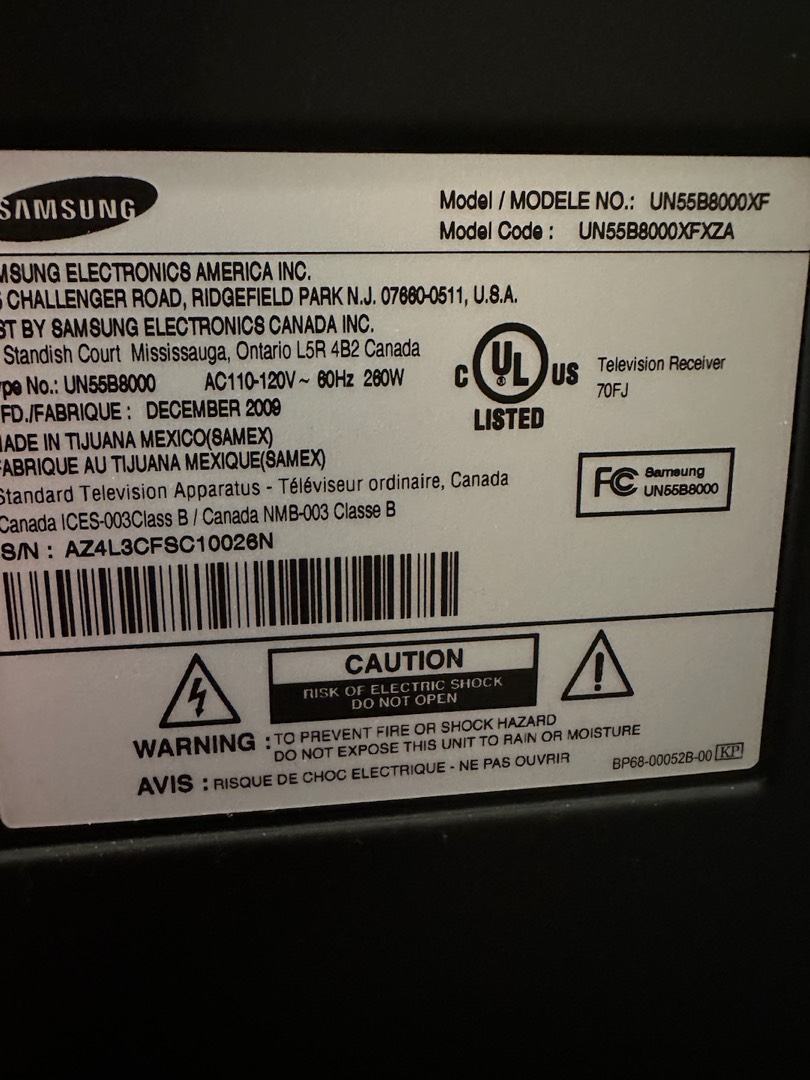 SAMSUNG
Model / MODELE NO.: UN55B8000XF
Model Code : UN55B8000XFXZA
MSUNG ELECTRONICS AMERICA INC.
CHALLENGER ROAD, RIDGEFIELD PARK N.J. 07660-0511, U.S.A.
ST BY SAMSUNG ELECTRONICS CANADA INC.
Standish Court Mississauga, Ontario L5R 4B2 Canada
pe No.: UN55B8000 AC110-120V~ 60Hz 260W
FD./FABRIQUE : DECEMBER 2009
ADE IN TIJUANA MEXICO(SAMEX)
ABRIQUE AU TIJUANA MEXIQUE(SAMEX)
Standard Television Apparatus - Téléviseur ordinaire, Canada
Canada ICES-003Class B / Canada NMB-003 Classe B
S/N : AZ4L3CFSC10026N
C UL ® US
LISTED
Television Receiver
70FJ
FC Samsung
UN55B8000
CAUTION
RISK OF ELECTRIC SHOCK
DO NOT OPEN
WARNING : TO PREVENT FIRE OR SHOCK HAZARD
DO NOT EXPOSE THIS UNIT TO RAIN OR MOISTURE
AVIS : RISQUE DE CHOC ELECTRIQUE - NE PAS OUVRIR
BP68-00052B-00 KP